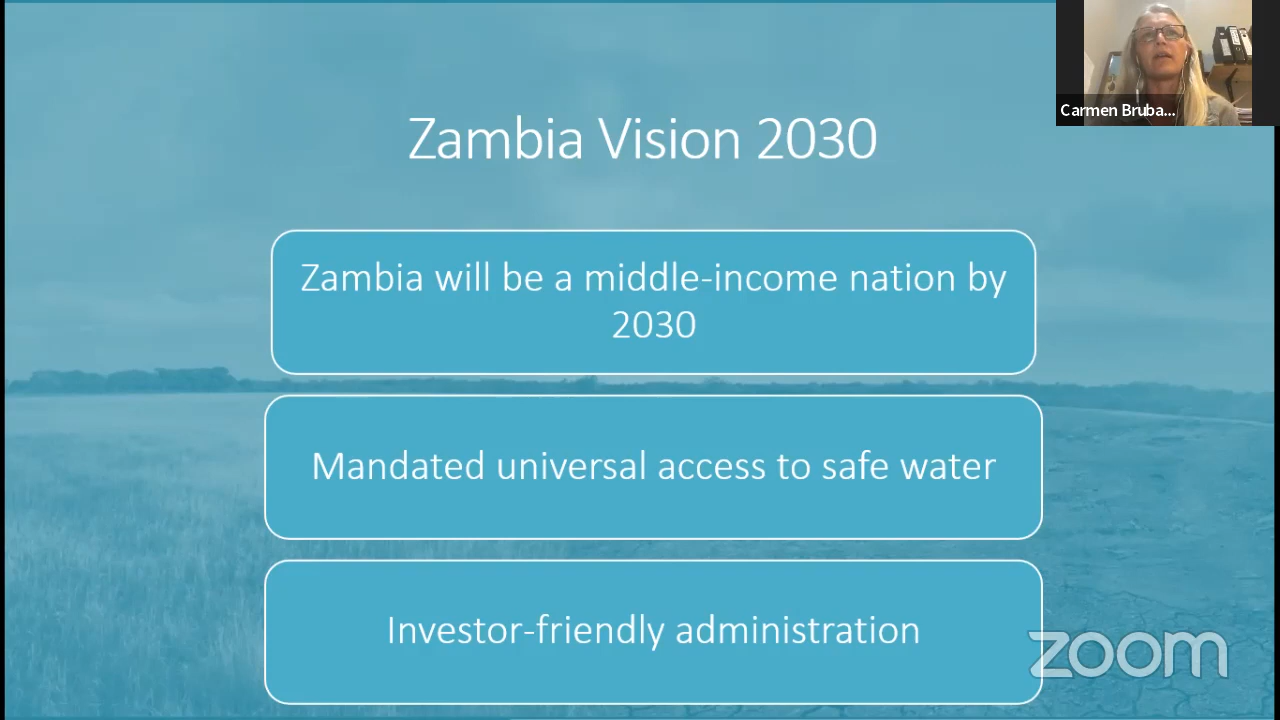 Carmen Bruba...
Zambia Vision 2030
Zambia will be a middle-income nation by
2030
Mandated universal access to safe water
Investor-friendly administration
zoom